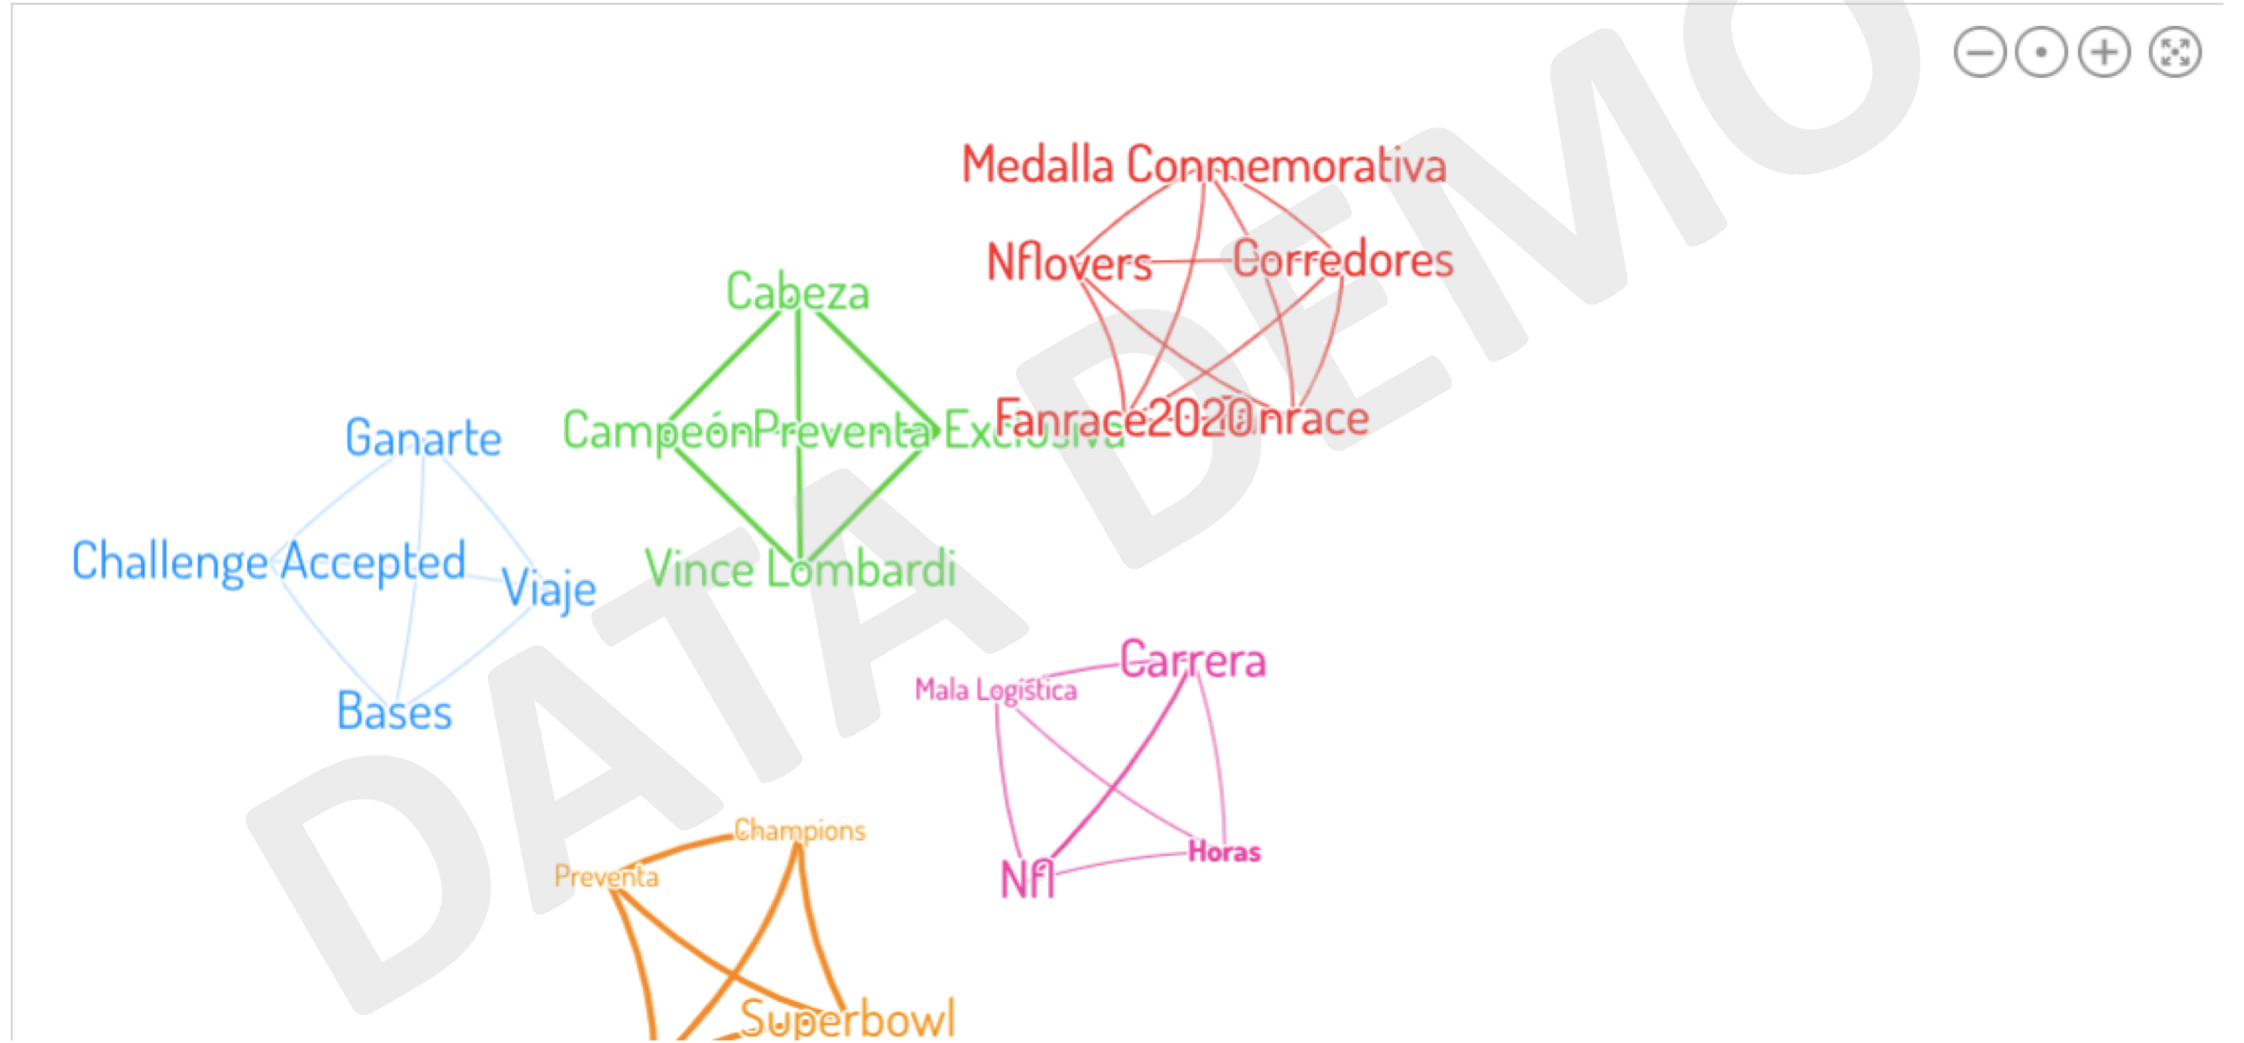 Medalla Conmemorativa
Nflovers
Corredores
Cabeza
Campeón
Preventa Exclusiva
Fanrace2020
Ganarte
Challenge Accepted
Viaje
Vince Lombardi
Carrera
Mala Logística
Bases
Champions
Horas
Preventa
Nfl
Superbowl
DATA DEMO